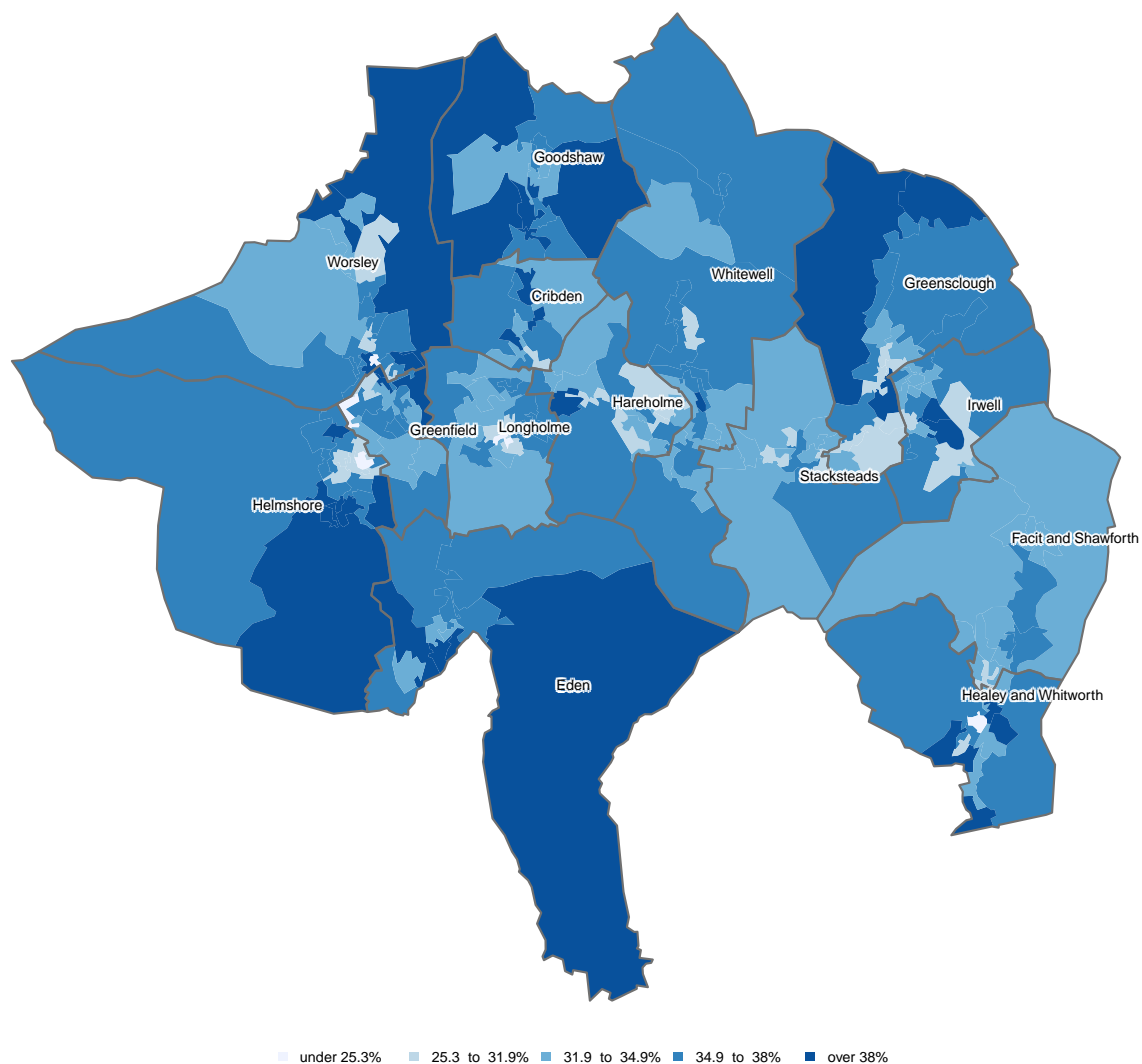 Goodshaw
Worsley
Whitewell
Greensclough
Cribden
Hareholme
Irwell
Greenfield
Longholme
Stacksteads
Helmshore
Facit and Shawforth
Eden
Healey and Whitworth
under 25.3% 25.3 to 31.9% 31.9 to 34.9% 34.9 to 38% over 38%